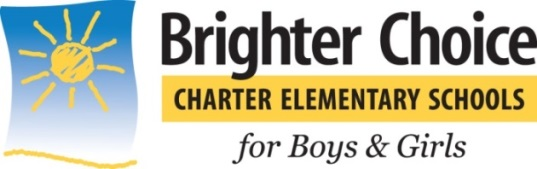 Brighter Choice
CHARTER ELEMENTARY SCHOOLS
for Boys & Girls